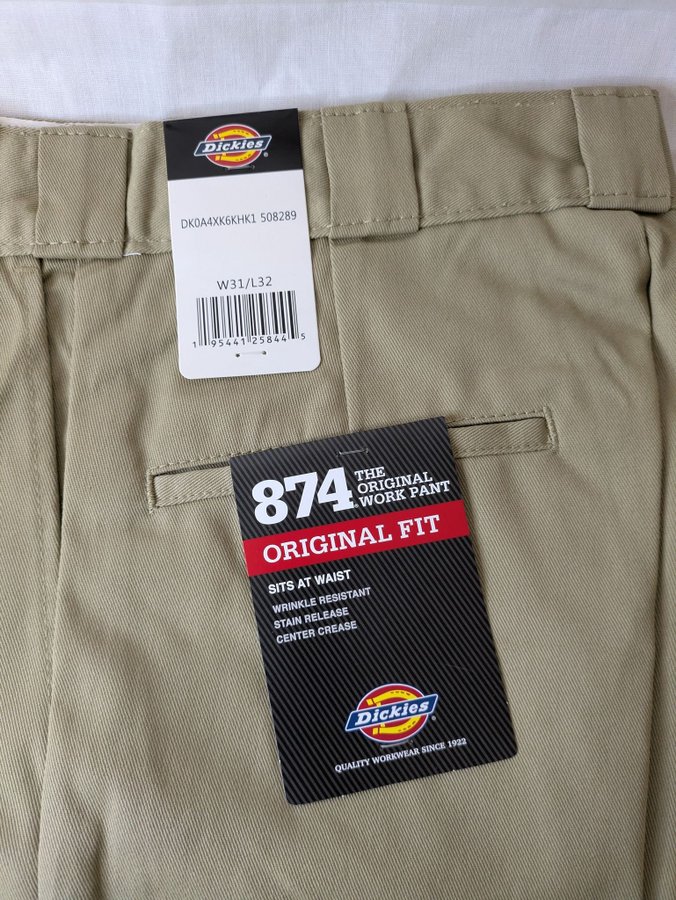 Dickies
DK0A4XK6KHK1 508289
W31/L32
1 95441 25844 5
874 THE
ORIGINAL
WORK PANT
ORIGINAL FIT
SITS AT WAIST
WRINKLE RESISTANT
STAIN RELEASE
CENTER CREASE
Dickies
QUALITY WORKWEAR SINCE 1922